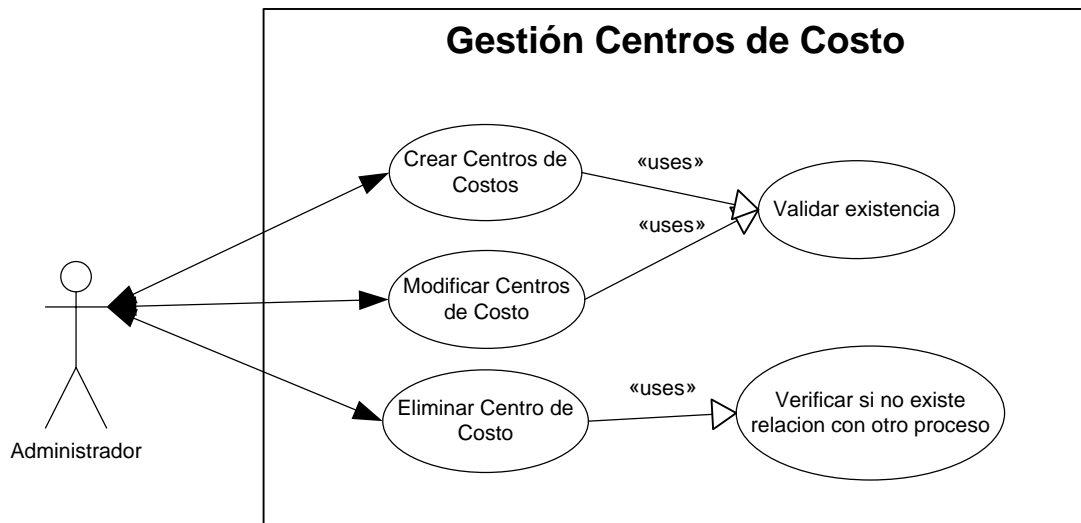 Gestión Centros de Costo
Crear Centros de
Costos
«uses»
Validar existencia
«uses»
Modificar Centros
de Costo
Eliminar Centro de
Costo
«uses»
Verificar si no existe
relacion con otro proceso
Administrador